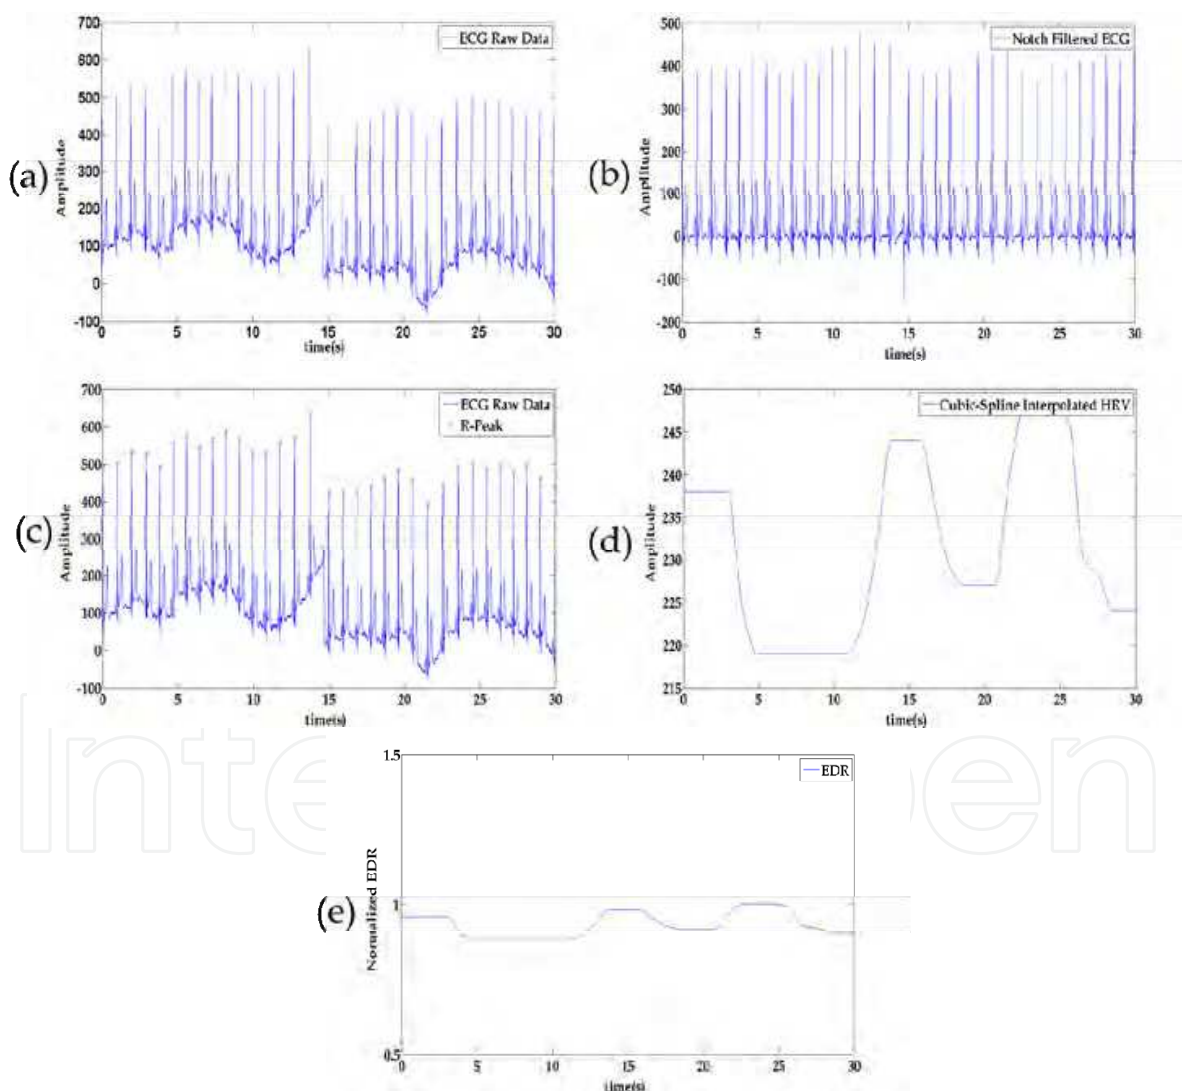 700
600
500
400
300
200
100
0
-100
Amplitude
ECG Raw Data
0 5 10 15 20 25 30
time(s)
(a)
500
400
300
200
100
0
-100
-200
Amplitude
Notch Filtered ECG
0 5 10 15 20 25 30
time(s)
(b)
700
600
500
400
300
200
100
0
-100
Amplitude
ECG Raw Data
R-Peak
0 5 10 15 20 25 30
time(s)
(c)
250
245
240
235
230
225
220
215
Amplitude
Cubic-Spline Interpolated HRV
0 5 10 15 20 25 30
time(s)
(d)
1.5
1
0.5
Normalized EDR
EDR
0 5 10 15 20 25 30
time(s)
(e)